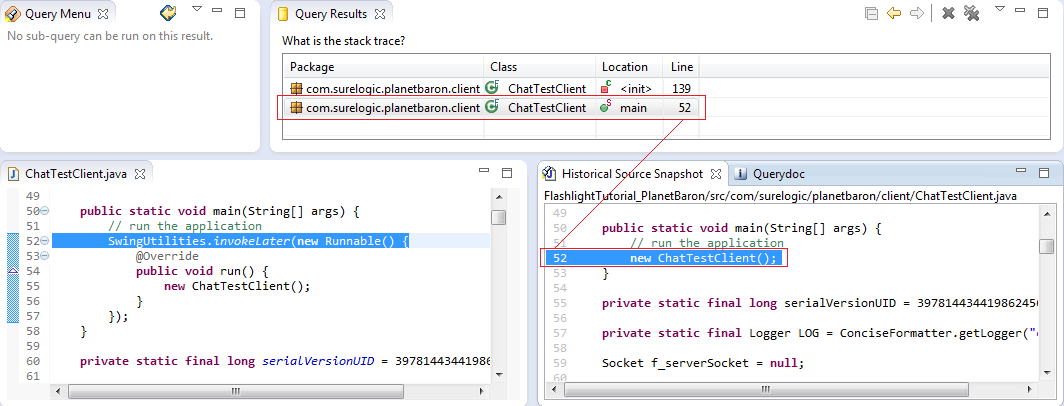 Query Menu
No sub-query can be run on this result.
Query Results
What is the stack trace?
Package Class Location Line
com.surelogic.planetbaron.client ChatTestClient <init> 139
com.surelogic.planetbaron.client ChatTestClient main 52
ChatTestClient.java
49
50 public static void main(String[] args) {
51 // run the application
52 SwingUtilities.invokeLater(new Runnable() {
53 @Override
54 public void run() {
55 new ChatTestClient();
56 }
57 });
58 }
59
60 private static final long serialVersionUID = 3978144344198
61
Historical Source Snapshot
Querydoc
FlashlightTutorial_PlanetBaron/src/com/surelogic/planetbaron/client/ChatTestClient.java
49
50 public static void main(String[] args) {
51 // run the application
52 new ChatTestClient();
53 }
54
55 private static final long serialVersionUID = 397814434419862450
56
57 private static final Logger LOG = ConciseFormatter.getLogger("
58
59 Socket f_serverSocket = null;
60